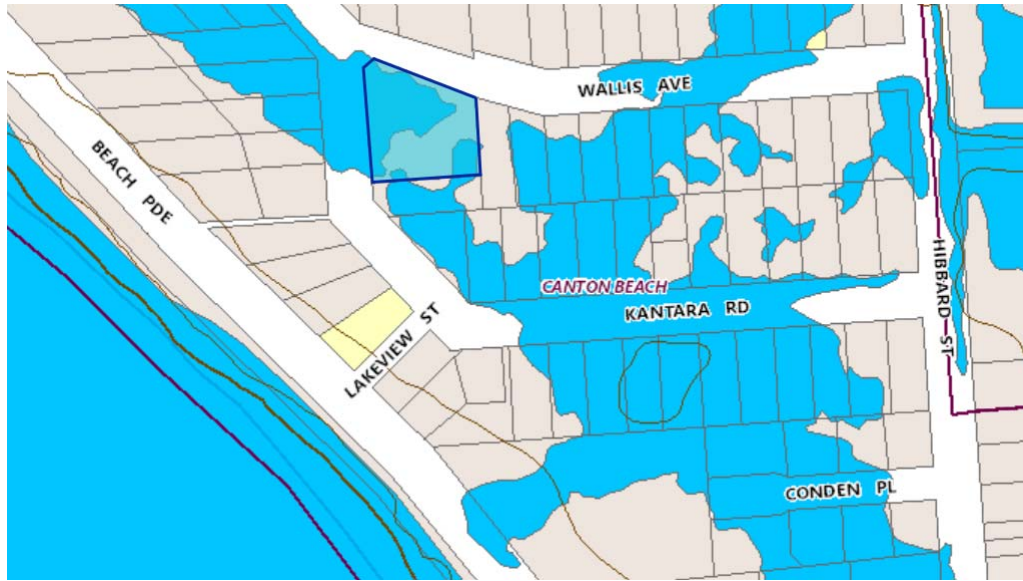 WALLIS AVE
BEACH PDE
CANTON BEACH
HIBBARD ST
KANTARA RD
LAKEVIEW ST
CONDEN PL